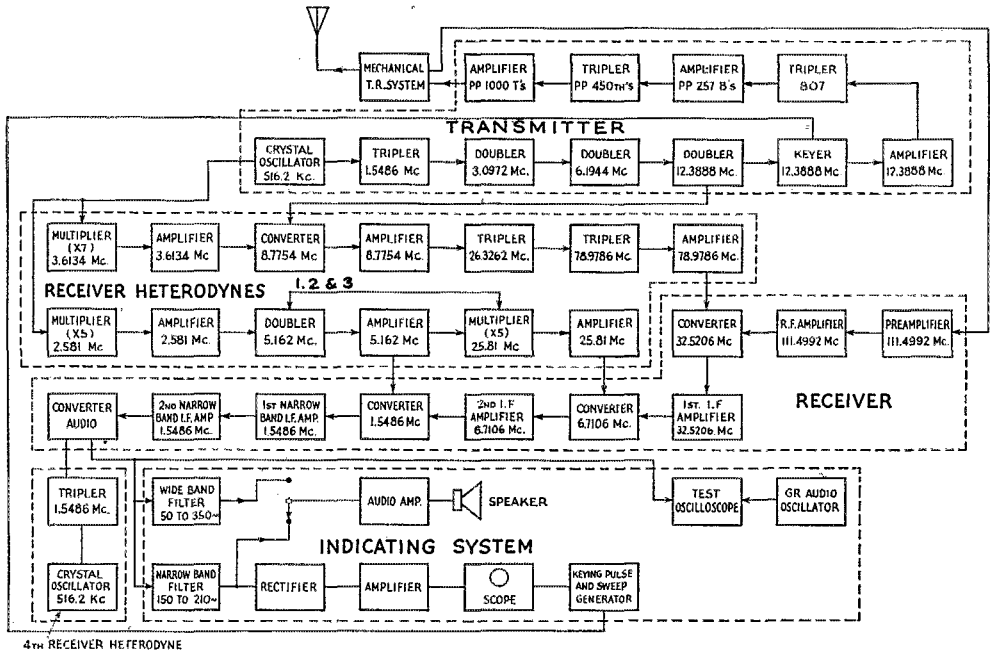 MECHANICAL
T.R. SYSTEM
AMPLIFIER
PP 1000 T's
TRIPLER
PP 450TH'S
AMPLIFIER
PP 257 B's
TRIPLER
807
TRANSMITTER
CRYSTAL
OSCILLATOR
516.2 Kc.
TRIPLER
1.5486 Mc
DOUBLER
3.0972 Mc.
DOUBLER
6.1944 Mc.
DOUBLER
12.3888 Mc.
KEYER
12.3888 Mc.
AMPLIFIER
12.3888 Mc.
MULTIPLIER
(X7)
3.6134 Mc.
AMPLIFIER
3.6134 Mc.
CONVERTER
8.7754 Mc.
AMPLIFIER
8.7754 Mc.
TRIPLER
26.3262 Mc.
TRIPLER
78.9786 Mc.
AMPLIFIER
78.9786 Mc.
RECEIVER HETERODYNES
1.2 & 3
MULTIPLIER
(X5)
2.581 Mc
AMPLIFIER
2.581 Mc.
DOUBLER
5.162 Mc.
AMPLIFIER
5.162 Mc.
MULTIPLIER
(X5)
25.81 Mc.
AMPLIFIER
25.81 Mc.
CONVERTER
32.5206 Mc.
R.F. AMPLIFIER
111.4992 Mc.
PREAMPLIFIER
111.4992 Mc.
CONVERTER
AUDIO
2ND NARROW
BAND I.F. AMP.
1.5486 Mc.
1ST NARROW
BAND I.F. AMP.
1.5486 Mc.
CONVERTER
1.5486 Mc
2ND I.F
AMPLIFIER
6.7106 Mc.
CONVERTER
6.7106 Mc.
1ST. I.F
AMPLIFIER
32.5206 Mc.
RECEIVER
TRIPLER
1.5486 Mc.
WIDE BAND
FILTER
50 TO 350~
AUDIO AMP.
SPEAKER
TEST
OSCILLOSCOPE
GR AUDIO
OSCILLATOR
INDICATING SYSTEM
CRYSTAL
OSCILLATOR
516.2 Kc
NARROW BAND
FILTER
150 TO 210~
RECTIFIER
AMPLIFIER
SCOPE
KEYING PULSE
AND SWEEP
GENERATOR
4TH RECEIVER HETERODYNE